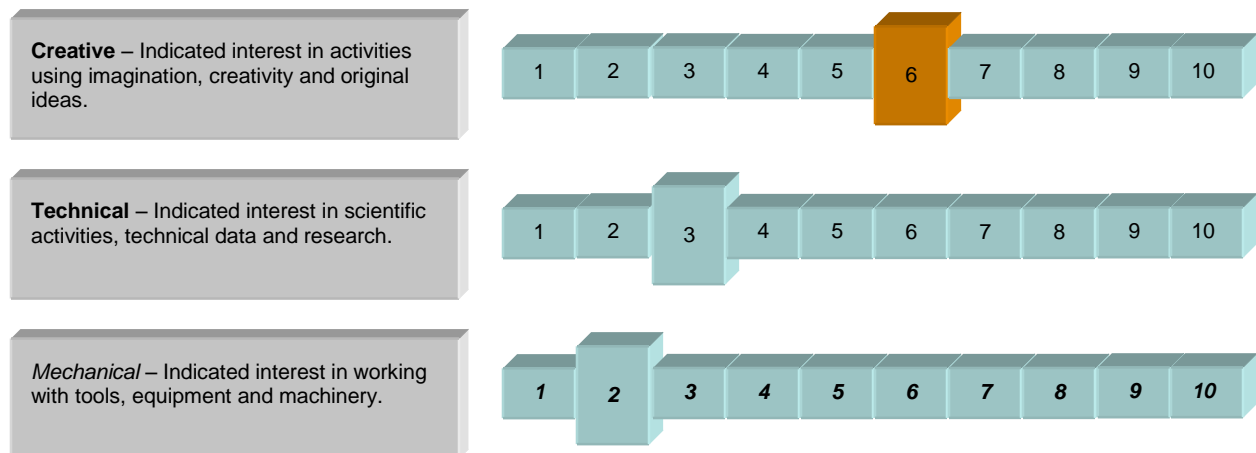 Creative – Indicated interest in activities
using imagination, creativity and original
ideas.
1 2 3 4 5 6 7 8 9 10
Technical – Indicated interest in scientific
activities, technical data and research.
1 2 3 4 5 6 7 8 9 10
Mechanical – Indicated interest in working
with tools, equipment and machinery.
1 2 3 4 5 6 7 8 9 10